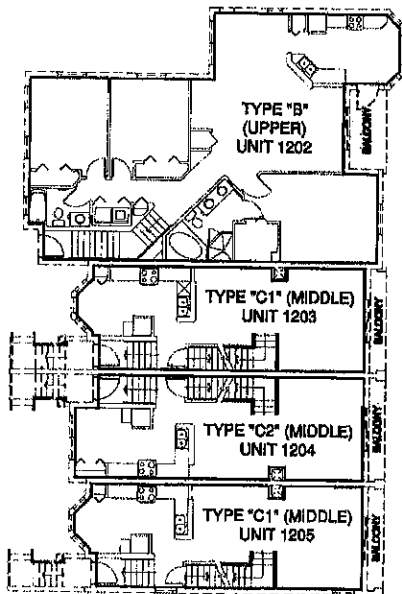 TYPE "B"
(UPPER)
UNIT 1202
BALCONY
TYPE "C1" (MIDDLE)
UNIT 1203
BALCONY
TYPE "C2" (MIDDLE)
UNIT 1204
BALCONY
TYPE "C1" (MIDDLE)
UNIT 1205
BALCONY